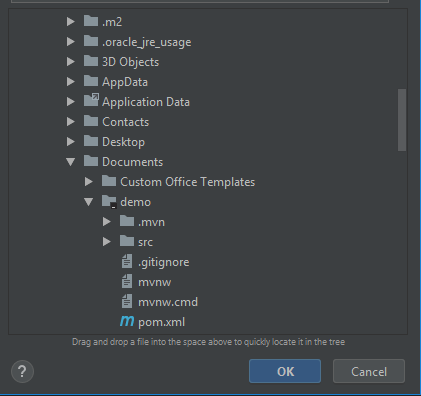 .m2
.oracle_jre_usage
3D Objects
AppData
Application Data
Contacts
Desktop
Documents
Custom Office Templates
demo
.mvn
src
.gitignore
mvnw
mvnw.cmd
m pom.xml
Drag and drop a file into the space above to quickly locate it in the tree
? OK Cancel